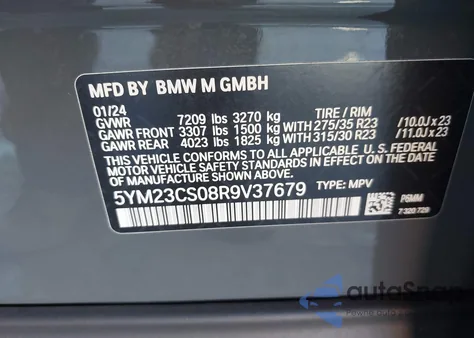 MFD BY BMW M GMBH
01/24
GVWR 7209 lbs 3270 kg TIRE / RIM
GAWR FRONT 3307 lbs 1500 kg WITH 275/35 R23 /10.0J x 23
GAWR REAR 4023 lbs 1825 kg WITH 315/30 R23 /11.0J x 23
THIS VEHICLE CONFORMS TO ALL APPLICABLE U.S. FEDERAL
MOTOR VEHICLE SAFETY
IN EFFECT ON THE DATE OF MANUFACTURE SHOWN ABOVE.
5YM23CS08R9V37679 TYPE: MPV
autoSnap